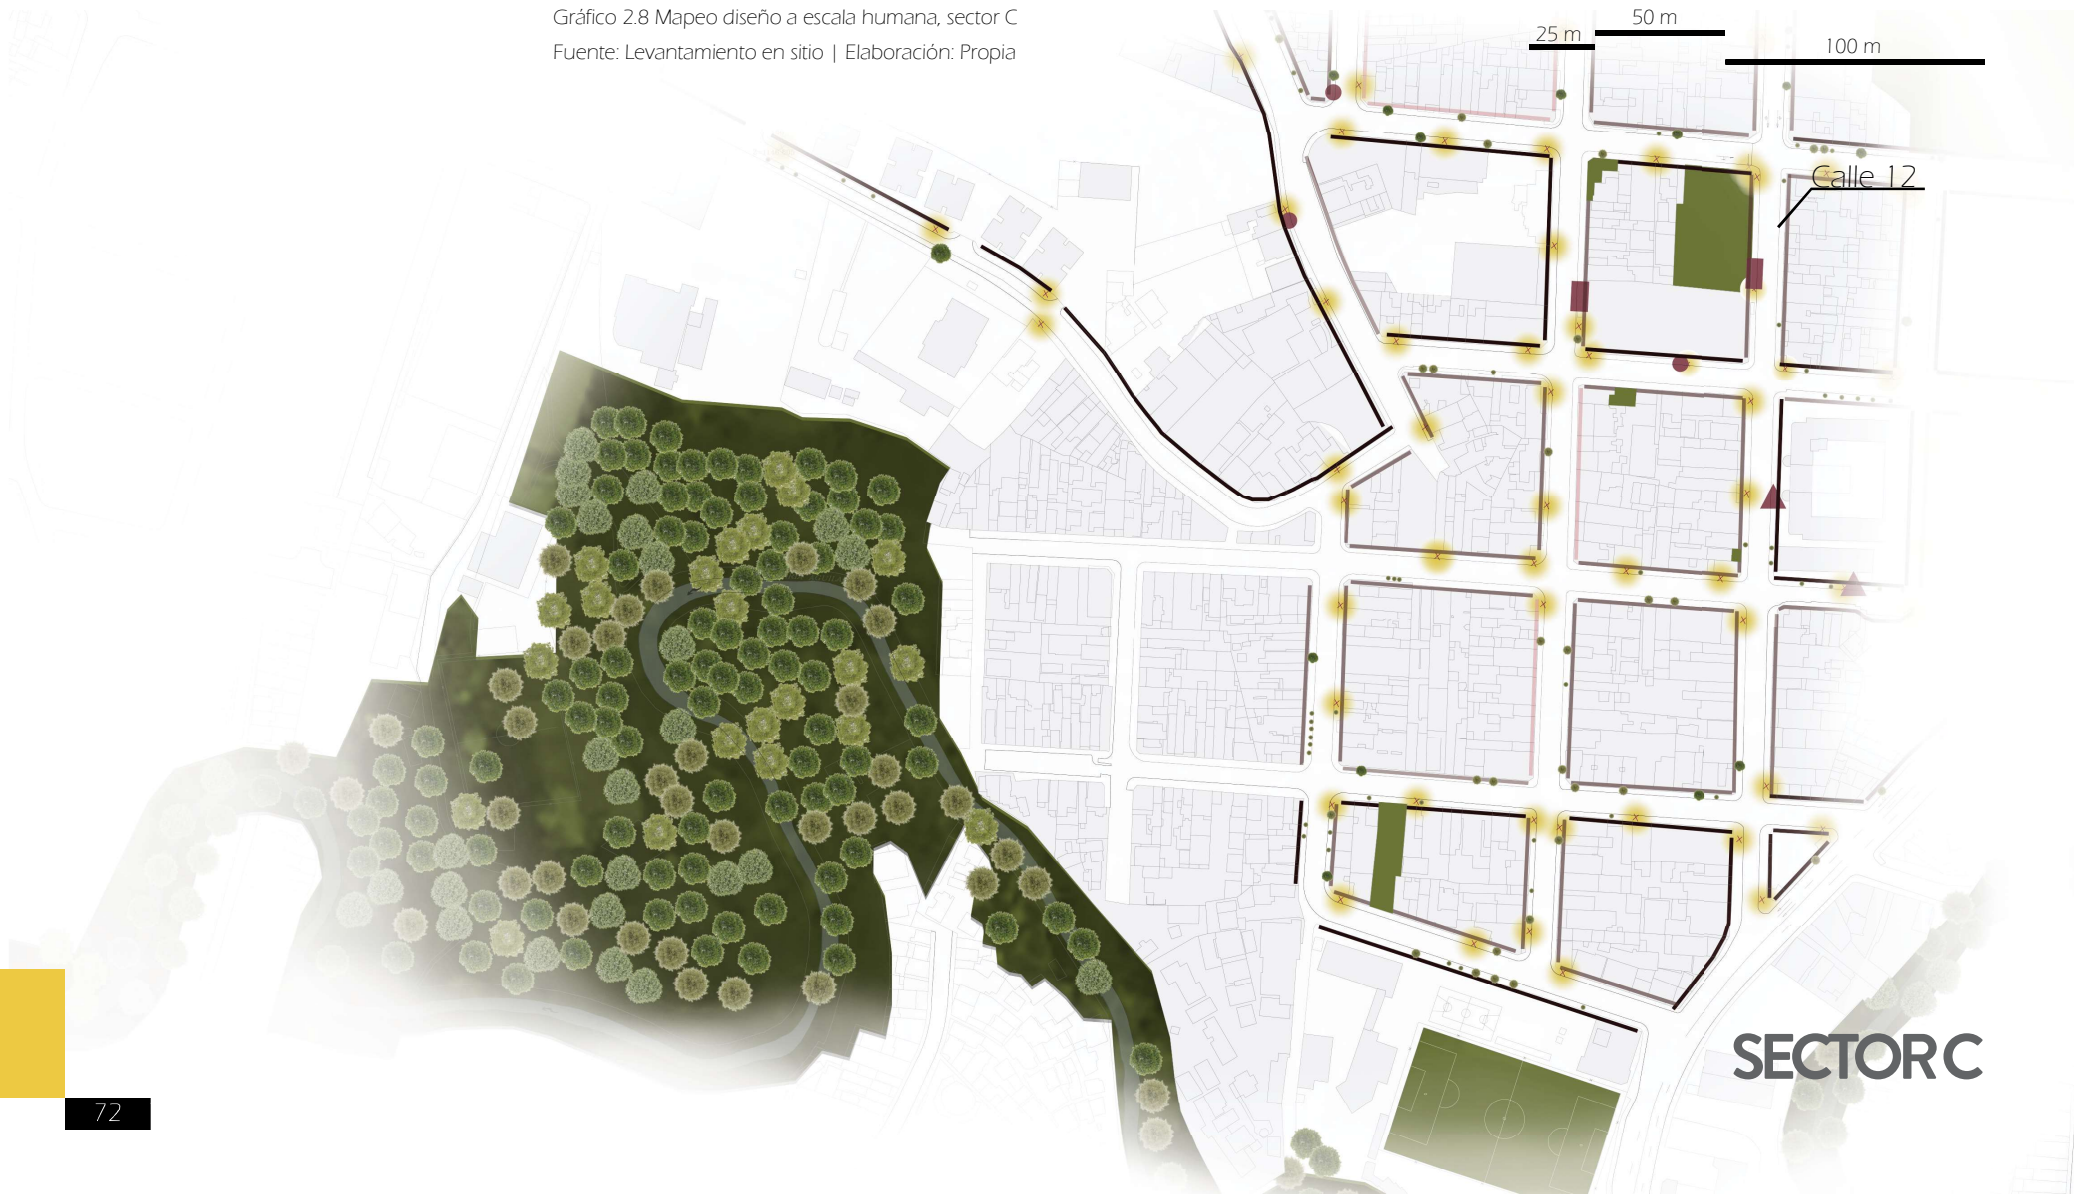 Gráfico 2.8 Mapeo diseño a escala humana, sector C
Fuente: Levantamiento en sitio | Elaboración: Propia
25 m
50 m
100 m
Calle 12
SECTOR C
72